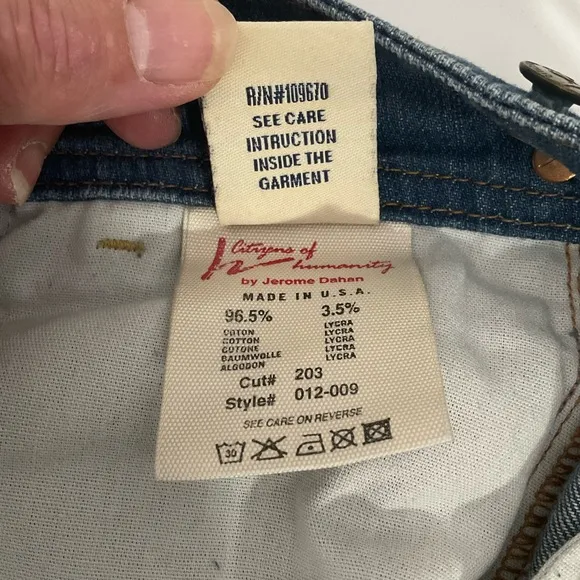 R/N#109670
SEE CARE
INTRUCTION
INSIDE THE
GARMENT
Citizens of
humanity
by Jerome Dahan
MADE IN U.S.A.
96.5% 3.5%
COTON LYCRA
COTTON LYCRA
COTONE LYCRA
BAUMWOLLE LYCRA
ALGODON
Cut# 203
Style# 012-009
SEE CARE ON REVERSE
30